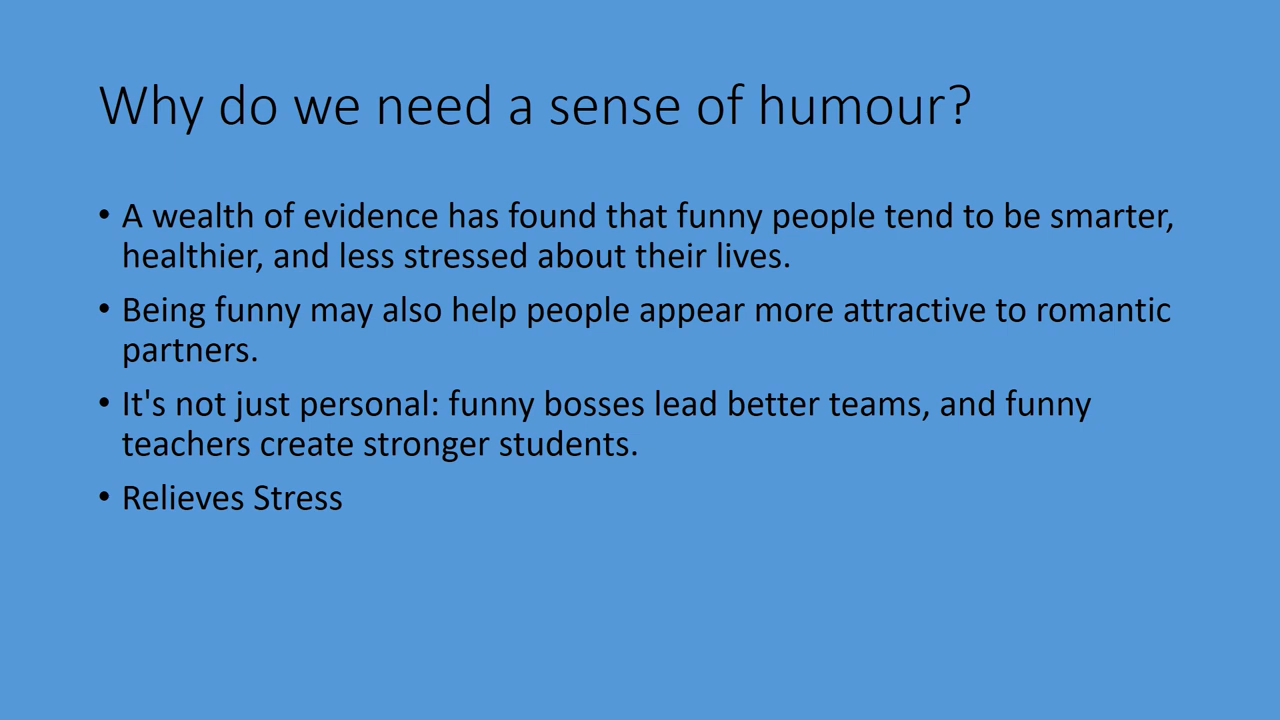 Why do we need a sense of humour?
• A wealth of evidence has found that funny people tend to be smarter,
healthier, and less stressed about their lives.
• Being funny may also help people appear more attractive to romantic
partners.
• It's not just personal: funny bosses lead better teams, and funny
teachers create stronger students.
• Relieves Stress